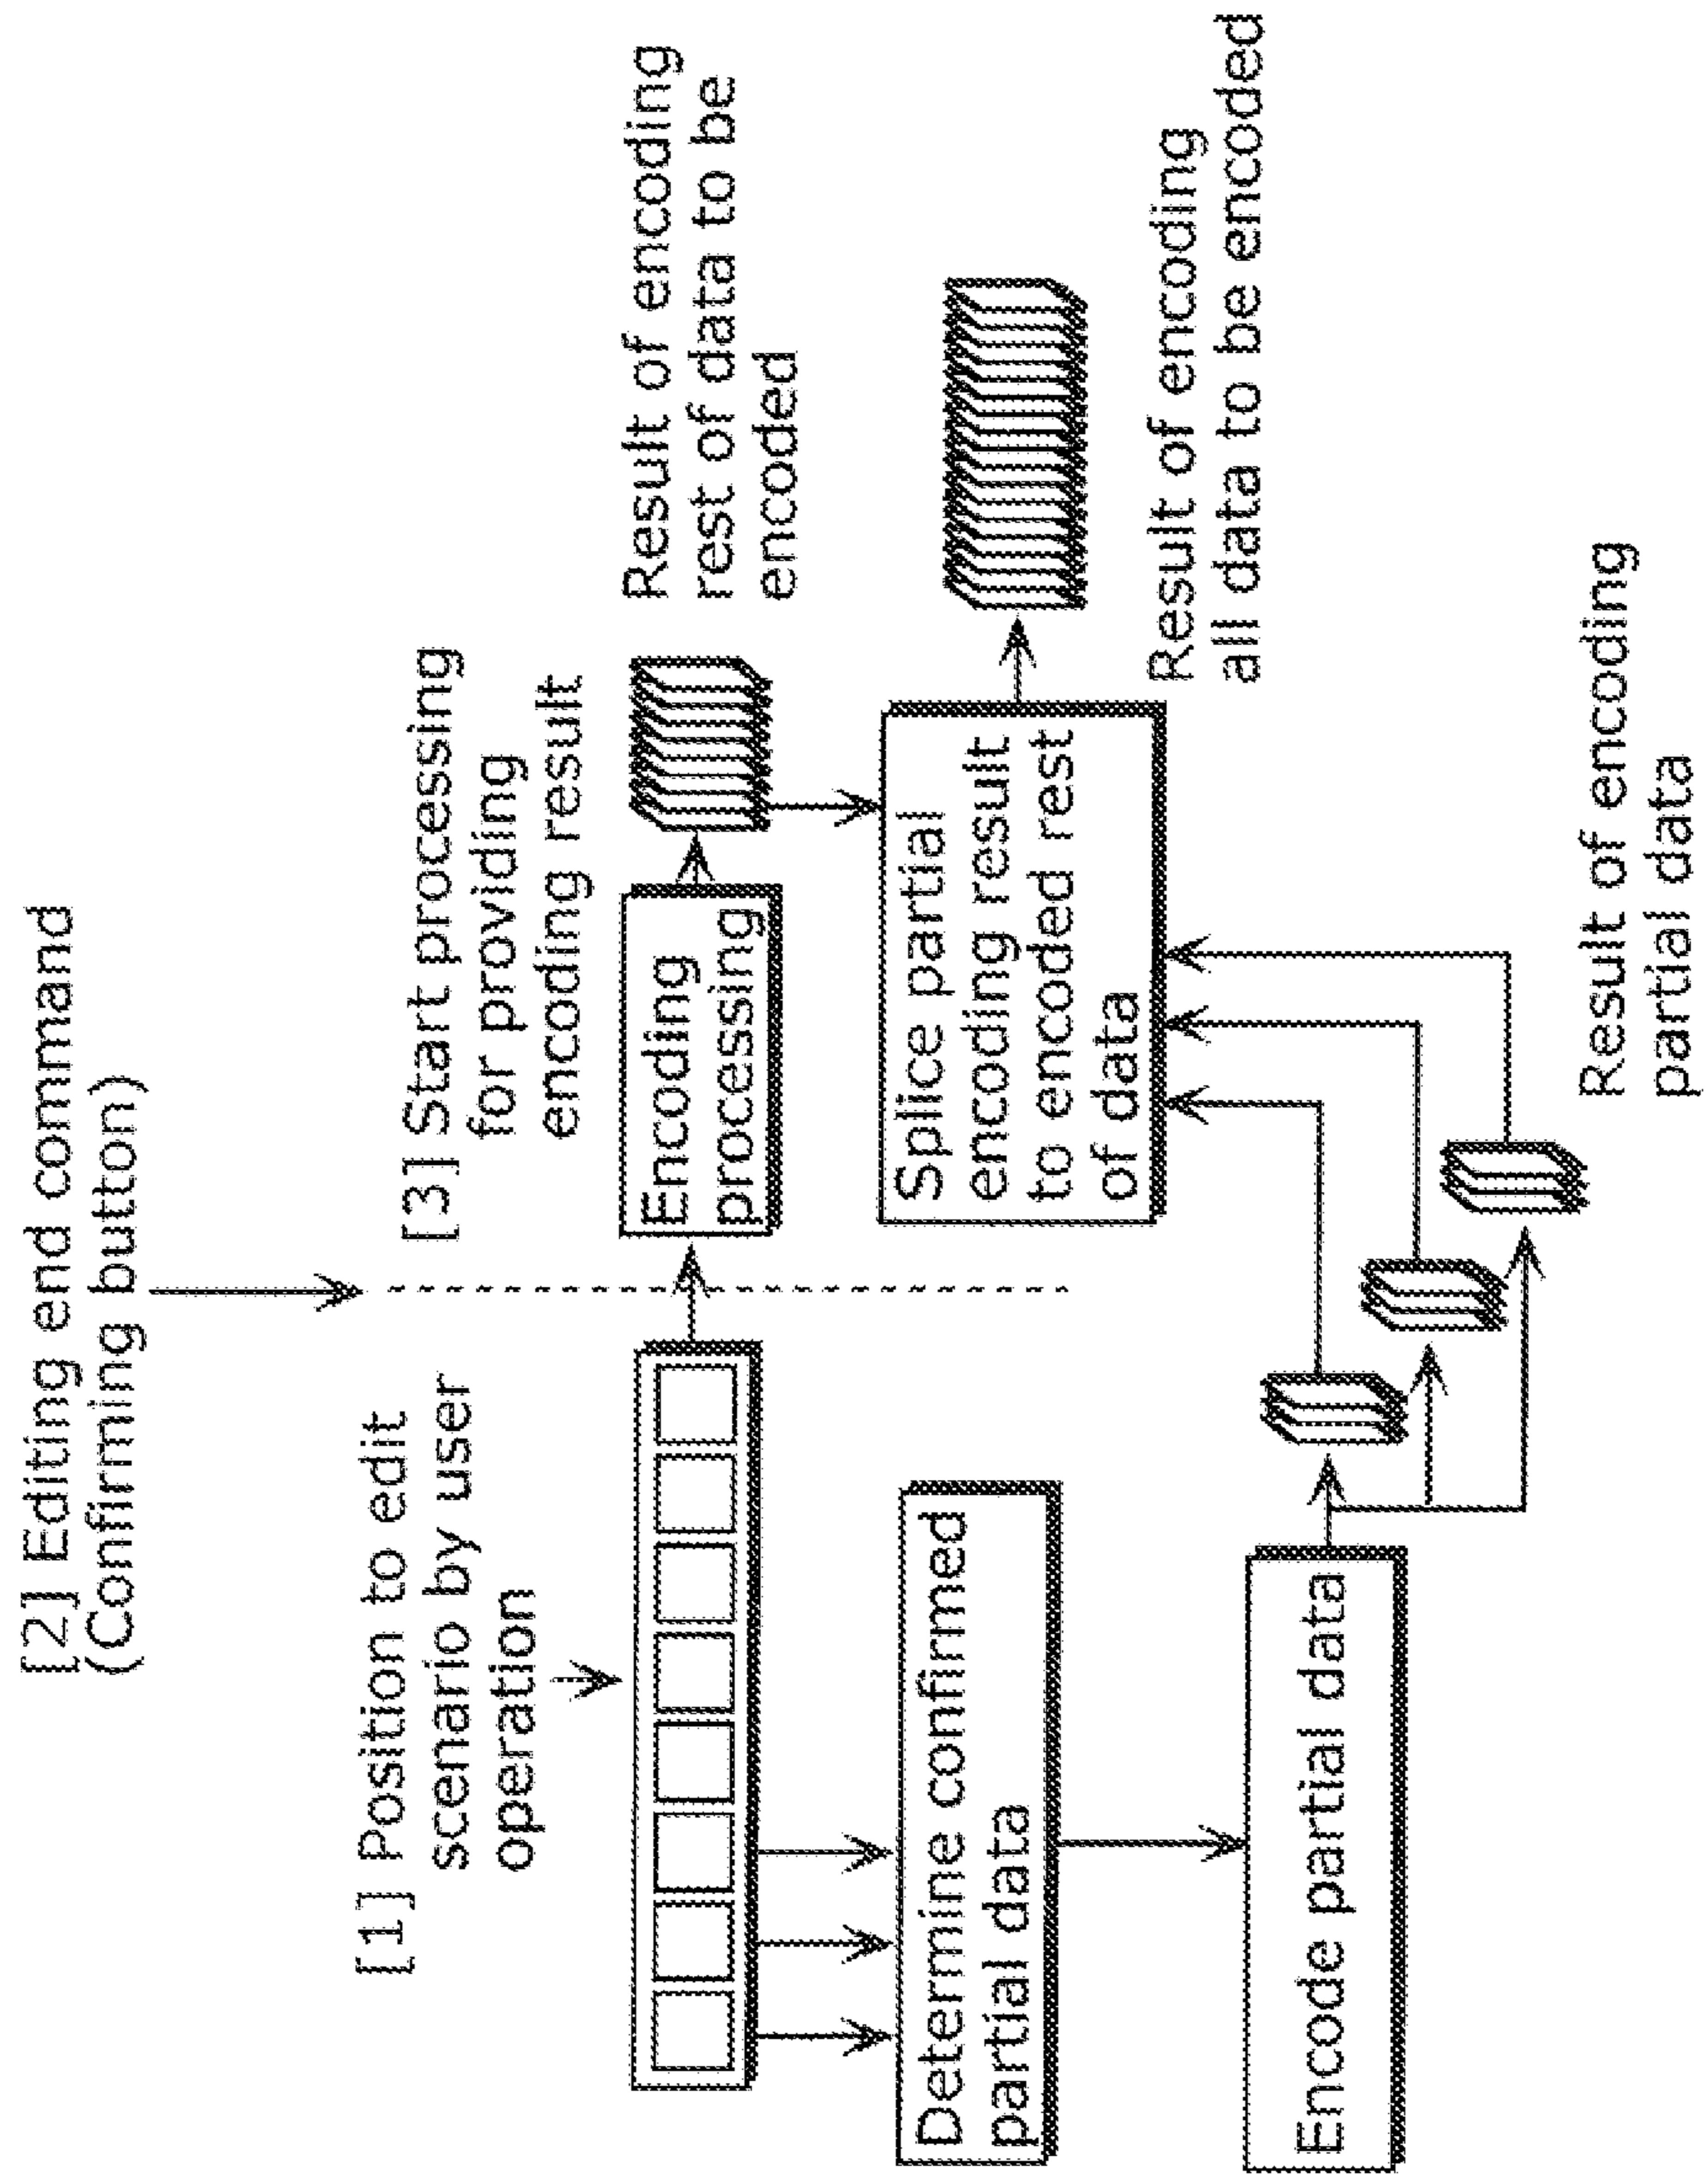 [2] Editing end command
(Confirming button)
[1] Position to edit
scenario by user
operation
[3] Start processing
for providing
encoding result
Encoding
processing
Result of encoding
rest of data to be
encoded
Determine confirmed
partial data
Splice partial
encoding result
to encoded rest
of data
Result of encoding
all data to be encoded
Encode partial data
Result of encoding
partial data